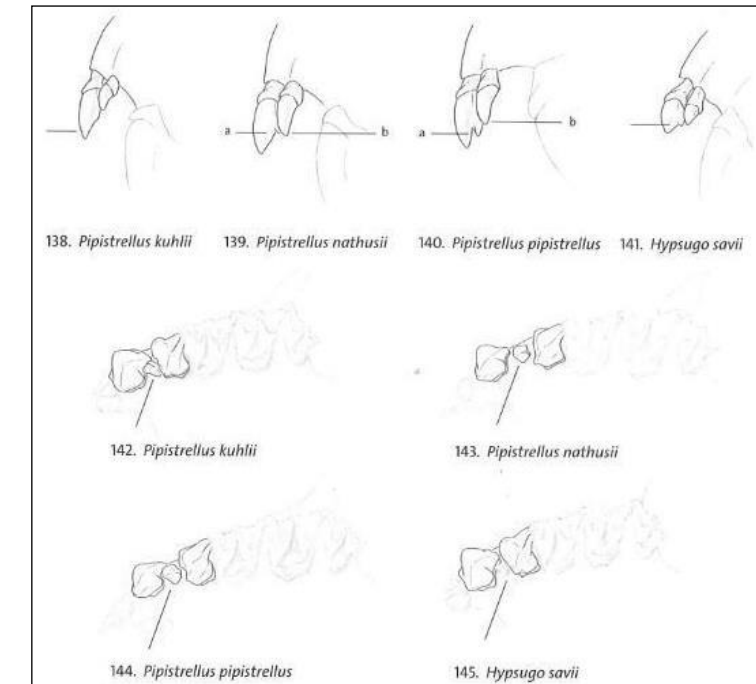 a b a b
138. Pipistrellus kuhlii 139. Pipistrellus nathusii 140. Pipistrellus pipistrellus 141. Hypsugo savii
142. Pipistrellus kuhlii 143. Pipistrellus nathusii
144. Pipistrellus pipistrellus 145. Hypsugo savii